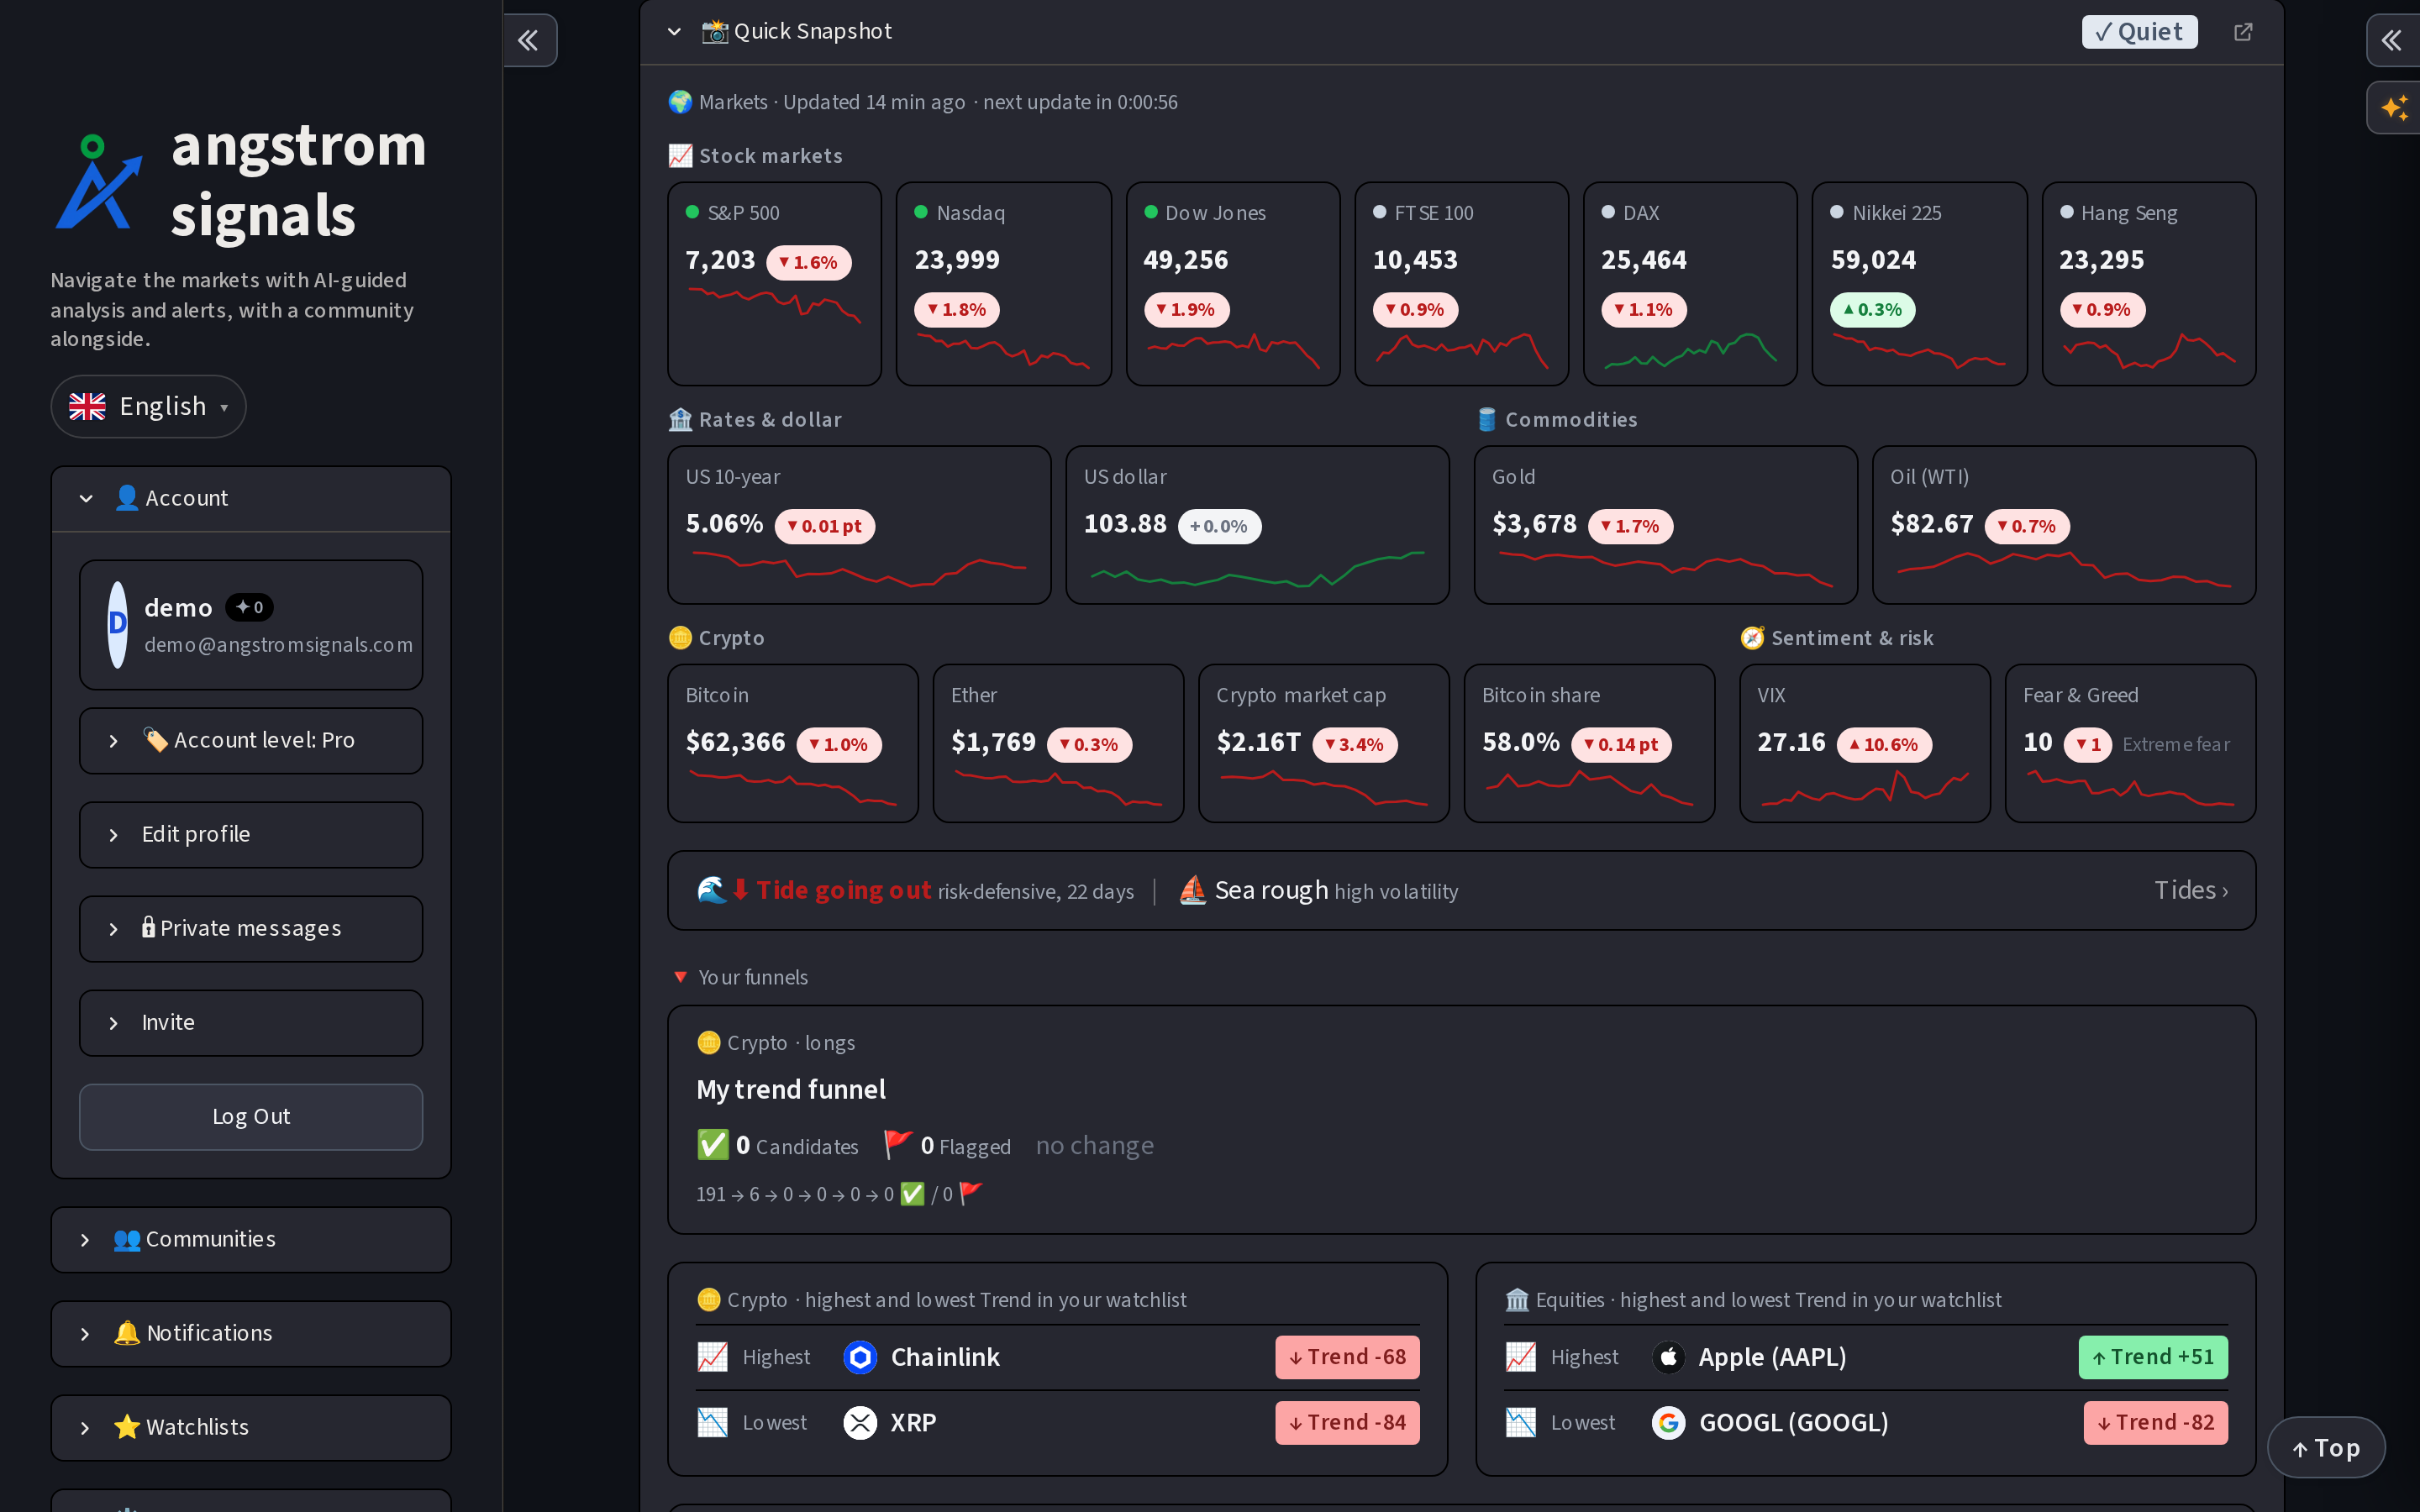 angstrom
signals
Navigate the markets with AI-guided
analysis and alerts, with a community
alongside.
English
Account
D
demo
✦ 0
demo@angstromsignals.com
Account level: Pro
Edit profile
Private messages
Invite
Log Out
Communities
Notifications
Watchlists
Quick Snapshot
✓ Quiet
Markets · Updated 14 min ago · next update in 0:00:56
Stock markets
S&P 500
7,203 ▼ 1.6%
Nasdaq
23,999
▼ 1.8%
Dow Jones
49,256
▼ 1.9%
FTSE 100
10,453
▼ 0.9%
DAX
25,464
▼ 1.1%
Nikkei 225
59,024
▲ 0.3%
Hang Seng
23,295
▼ 0.9%
Rates & dollar
US 10-year
5.06% ▼ 0.01 pt
US dollar
103.88 +0.0%
Commodities
Gold
$3,678 ▼ 1.7%
Oil (WTI)
$82.67 ▼ 0.7%
Crypto
Bitcoin
$62,366 ▼ 1.0%
Ether
$1,769 ▼ 0.3%
Crypto market cap
$2.16T ▼ 3.4%
Bitcoin share
58.0% ▼ 0.14 pt
Sentiment & risk
VIX
27.16 ▲ 10.6%
Fear & Greed
10 ▼ 1 Extreme fear
Tide going out risk-defensive, 22 days | Sea rough high volatility
Tides ›
Your funnels
Crypto · longs
My trend funnel
0 Candidates 0 Flagged no change
191 → 6 → 0 → 0 → 0 → 0 ✅ / 0 🚩
Crypto · highest and lowest Trend in your watchlist
Highest Chainlink ↓ Trend -68
Lowest XRP ↓ Trend -84
Equities · highest and lowest Trend in your watchlist
Highest Apple (AAPL) ↑ Trend +51
Lowest GOOGL (GOOGL) ↓ Trend -82
↑ Top